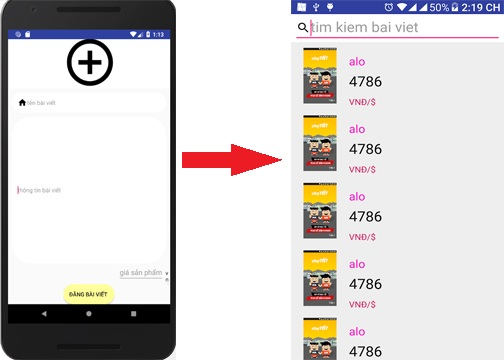 1:13
tên bài viết
thông tin bài viết
giá sản phẩm
ĐĂNG BÀI VIẾT
50% 2:19 CH
tim kiem bai viet
alo
4786
VNĐ/$
alo
4786
VNĐ/$
alo
4786
VNĐ/$
alo
4786
VNĐ/$
alo
4786